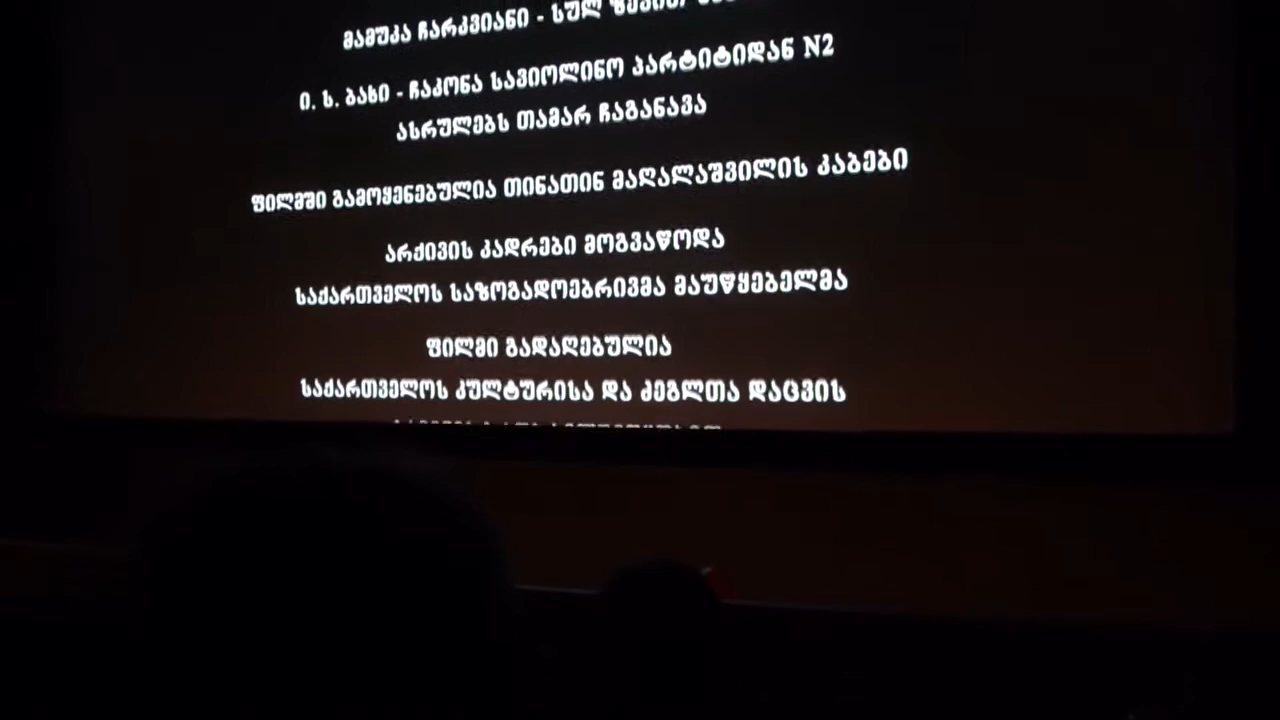 მამუკა ჩარკვიანი - სულ
ი. ს. ბახი - ჩაკონა სავიოლინო პარტიტიდან N2
ასრულებს თამარ ჩაგანავა
ფილმში გამოყენებულია თინათინ მაღალაშვილის კაბები
არქივის კადრები მოგვაწოდა
საქართველოს საზოგადოებრივმა მაუწყებელმა
ფილმი გადაღებულია
საქართველოს კულტურისა და ძეგლთა დაცვის